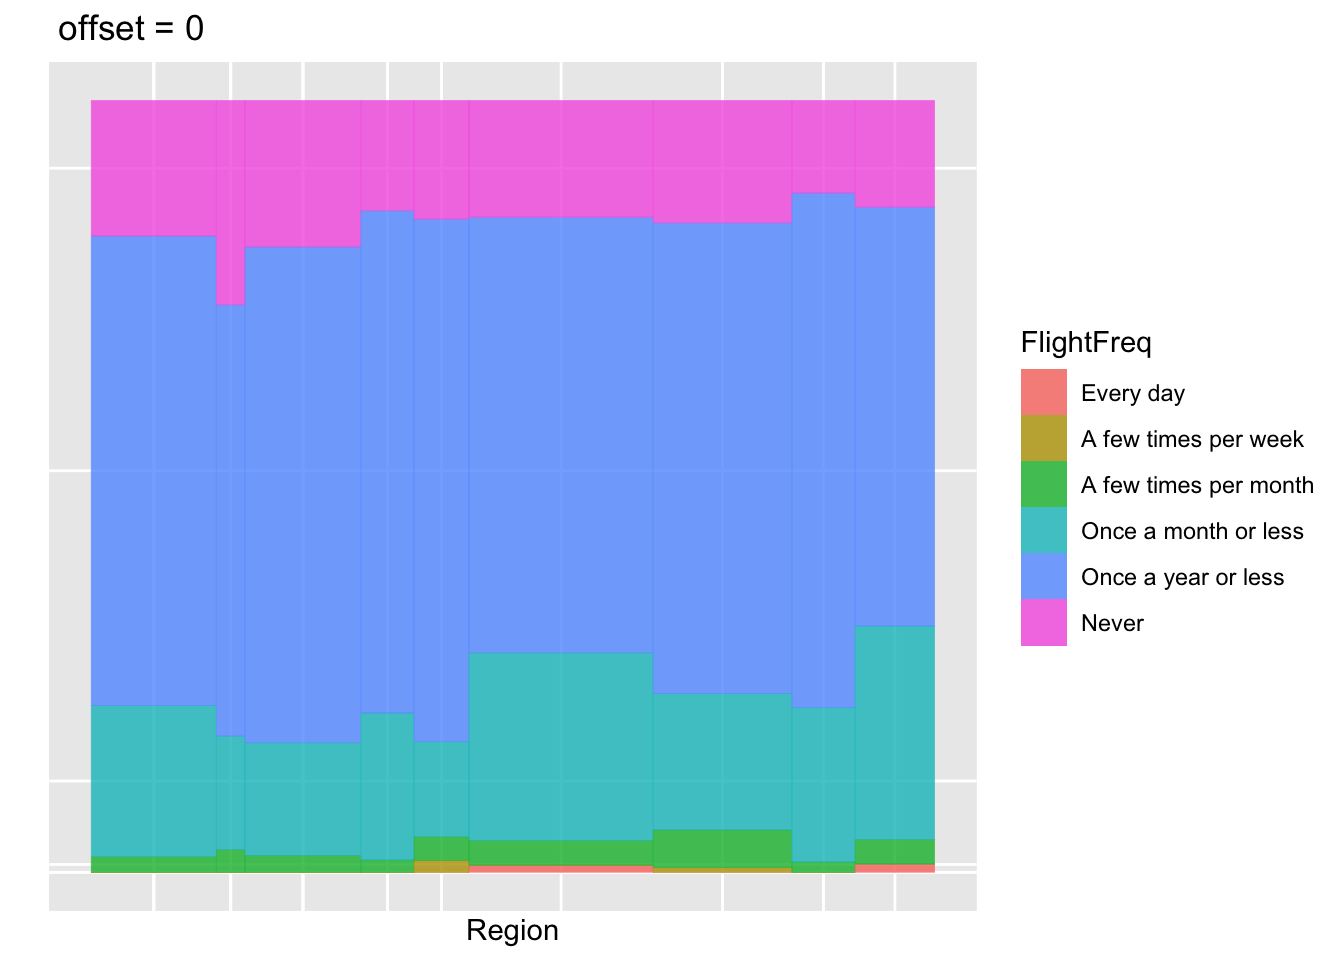 offset = 0
FlightFreq
Every day
A few times per week
A few times per month
Once a month or less
Once a year or less
Never
Region